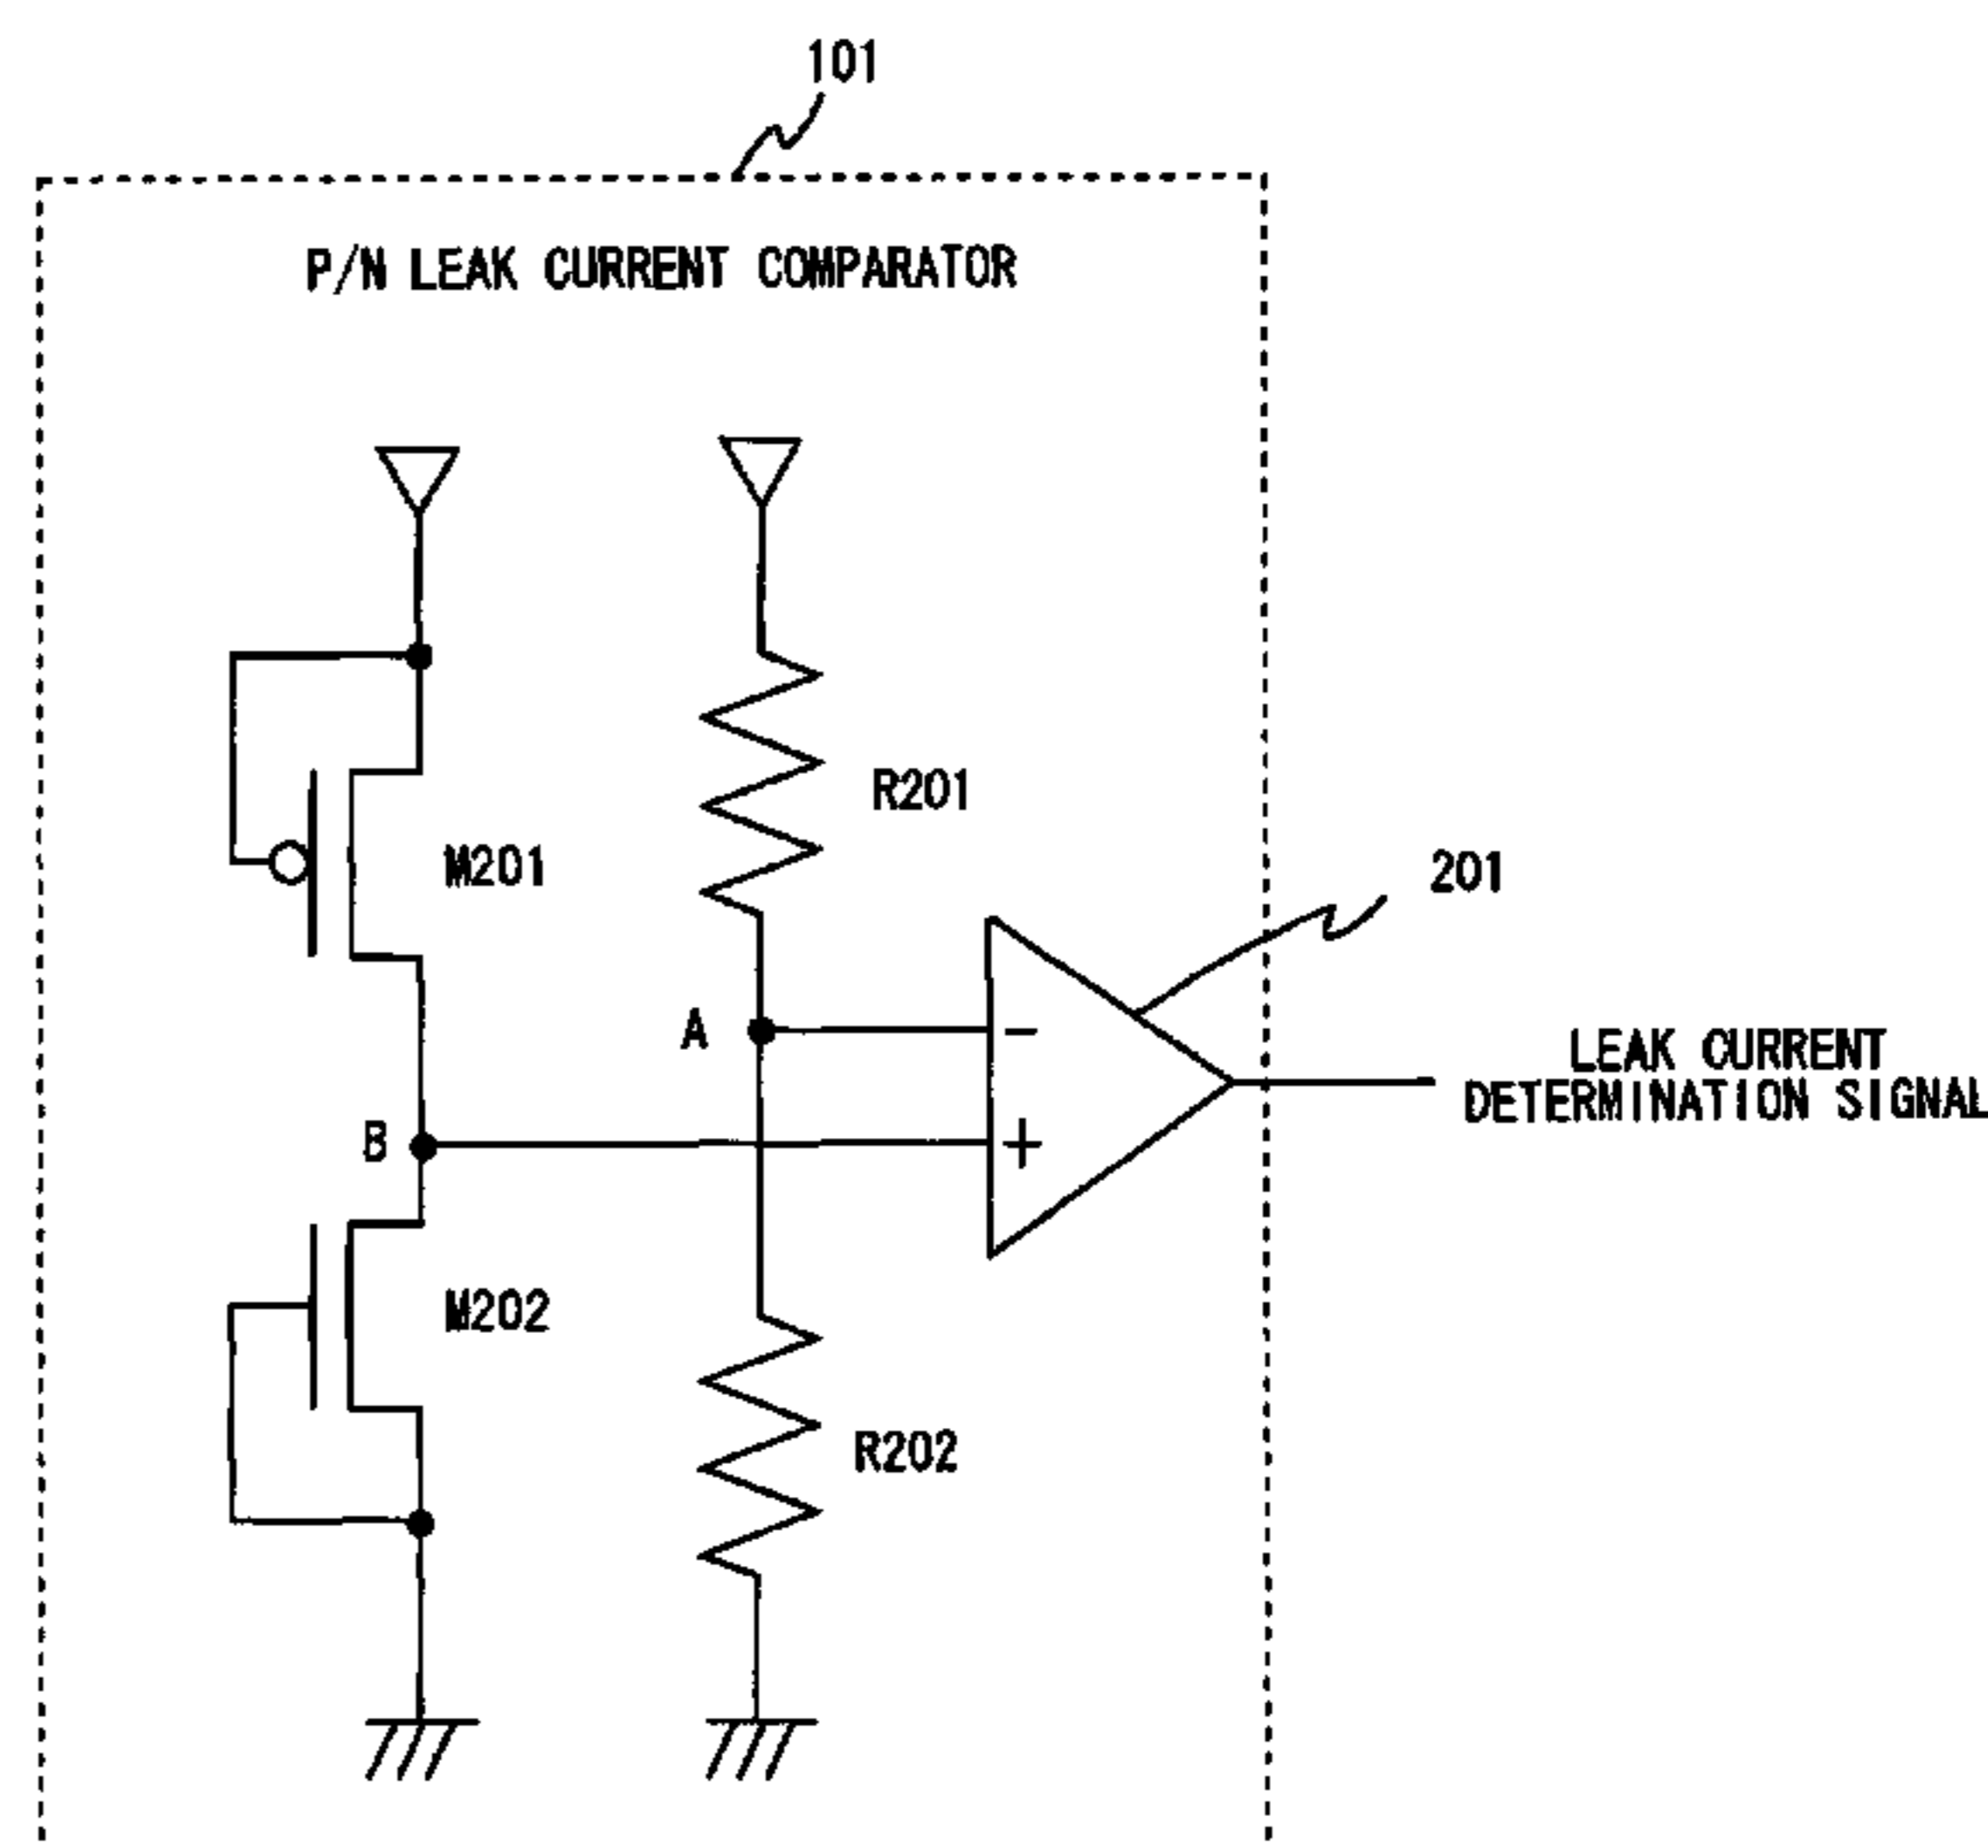 101
P/N LEAK CURRENT COMPARATOR
R201
M201
201
A
-
LEAK CURRENT
DETERMINATION SIGNAL
B
+
M202
R202